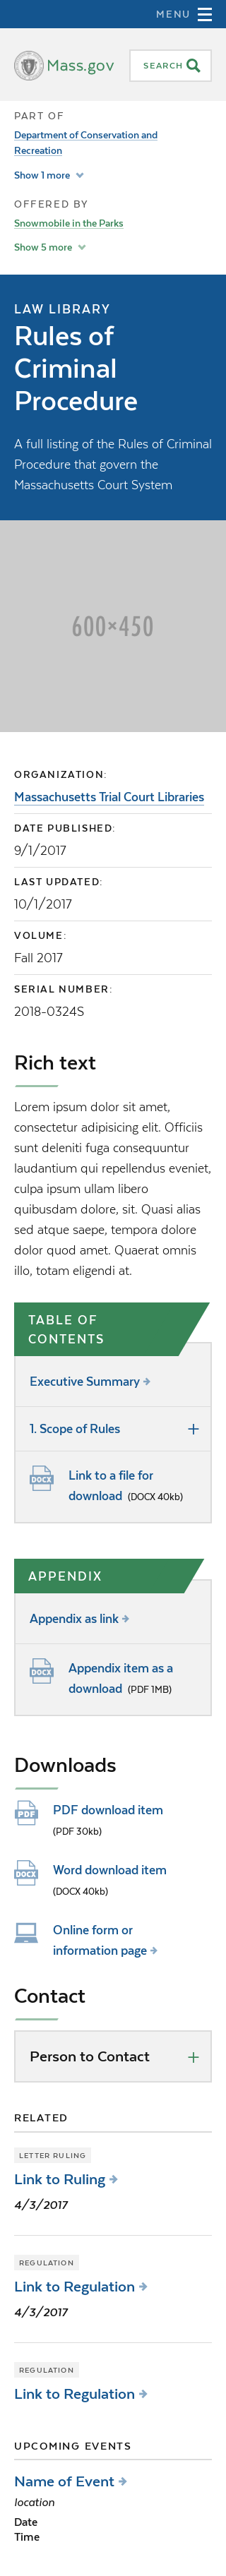 MENU
Mass.gov
SEARCH
PART OF
Department of Conservation and
Recreation
Show 1 more
OFFERED BY
Snowmobile in the Parks
Show 5 more
LAW LIBRARY
Rules of
Criminal
Procedure
A full listing of the Rules of Criminal
Procedure that govern the
Massachusetts Court System
600×450
ORGANIZATION:
Massachusetts Trial Court Libraries
DATE PUBLISHED:
9/1/2017
LAST UPDATED:
10/1/2017
VOLUME:
Fall 2017
SERIAL NUMBER:
2018-0324S
Rich text
Lorem ipsum dolor sit amet,
consectetur adipisicing elit. Officiis
sunt deleniti fuga consequuntur
laudantium qui repellendus eveniet,
culpa ipsum ullam libero
quibusdam dolore, sit. Quasi alias
sed atque saepe, tempora dolore
dolor quod amet. Quaerat omnis
illo, totam eligendi at.
TABLE OF
CONTENTS
Executive Summary
1. Scope of Rules
DOCX
Link to a file for
download (DOCX 40kb)
APPENDIX
Appendix as link
DOCX
Appendix item as a
download (PDF 1MB)
Downloads
PDF
PDF download item
(PDF 30kb)
DOCX
Word download item
(DOCX 40kb)
Online form or
information page
Contact
Person to Contact
RELATED
LETTER RULING
Link to Ruling
4/3/2017
REGULATION
Link to Regulation
4/3/2017
REGULATION
Link to Regulation
UPCOMING EVENTS
Name of Event
location
Date
Time